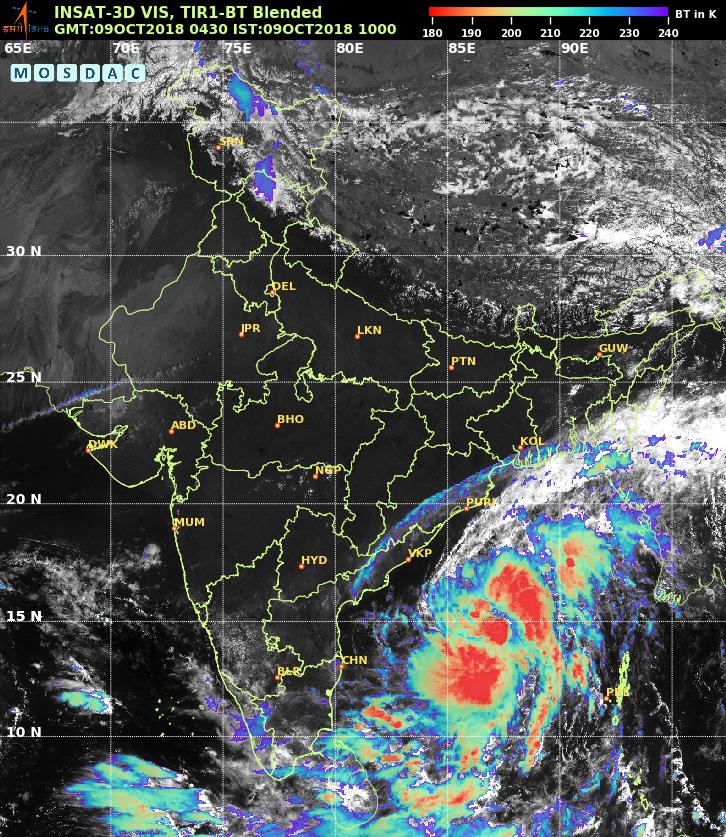 INSAT-3D VIS, TIR1-BT Blended
GMT:09OCT2018 0430 IST:09OCT2018 1000
BT in K
180 190 200 210 220 230 240
65E 70E 75E 80E 85E 90E
MOSDAC
SRN
30 N
DEL
JPR LKN
GUW
PTN
25 N
ABD BHO
DWK KOL
NGP
20 N
PURI
MUM
HYD VKP
15 N
CHN
BLR
10 N